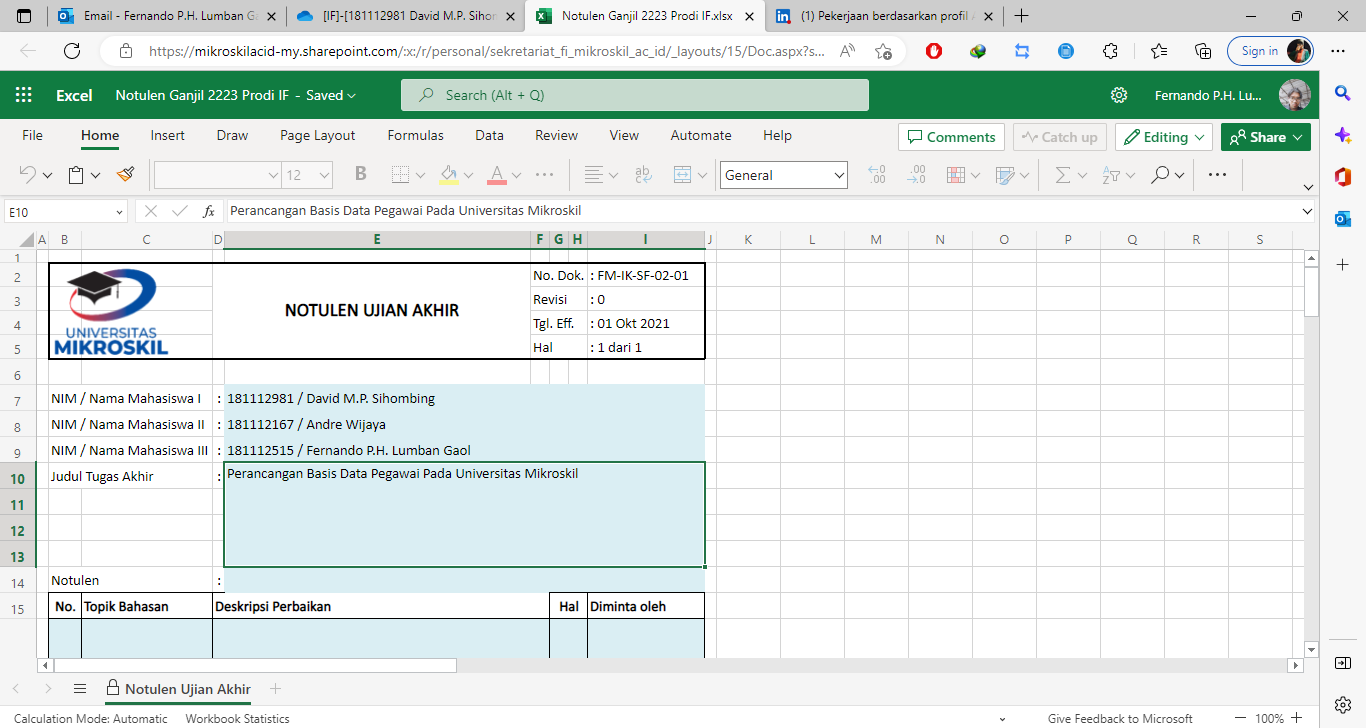 Email - Fernando P.H. Lumban Ga
[IF]-[181112981 David M.P. Sihom
Notulen Ganjil 2223 Prodi IF.xlsx
(1) Pekerjaan berdasarkan profil A
https://mikroskilacid-my.sharepoint.com/:x:/r/personal/sekretariat_fi_mikroskil_ac_id/_layouts/15/Doc.aspx?s...
Sign in
Excel
Notulen Ganjil 2223 Prodi IF - Saved
Search (Alt + Q)
Fernando P.H. Lu...
File Home Insert Draw Page Layout Formulas Data Review View Automate Help
Comments Catch up Editing Share
12 B A ab General
E10 fx Perancangan Basis Data Pegawai Pada Universitas Mikroskil
A B C D E F G H I J K L M N O P Q R S
1
2 No. Dok. : FM-IK-SF-02-01
3 NOTULEN UJIAN AKHIR Revisi : 0
4 UNIVERSITAS Tgl. Eff. : 01 Okt 2021
5 MIKROSKIL Hal : 1 dari 1
6
7 NIM / Nama Mahasiswa I : 181112981 / David M.P. Sihombing
8 NIM / Nama Mahasiswa II : 181112167 / Andre Wijaya
9 NIM / Nama Mahasiswa III : 181112515 / Fernando P.H. Lumban Gaol
10 Judul Tugas Akhir : Perancangan Basis Data Pegawai Pada Universitas Mikroskil
11
12
13
14 Notulen :
15 No. Topik Bahasan Deskripsi Perbaikan Hal Diminta oleh
Notulen Ujian Akhir
Calculation Mode: Automatic Workbook Statistics Give Feedback to Microsoft 100%